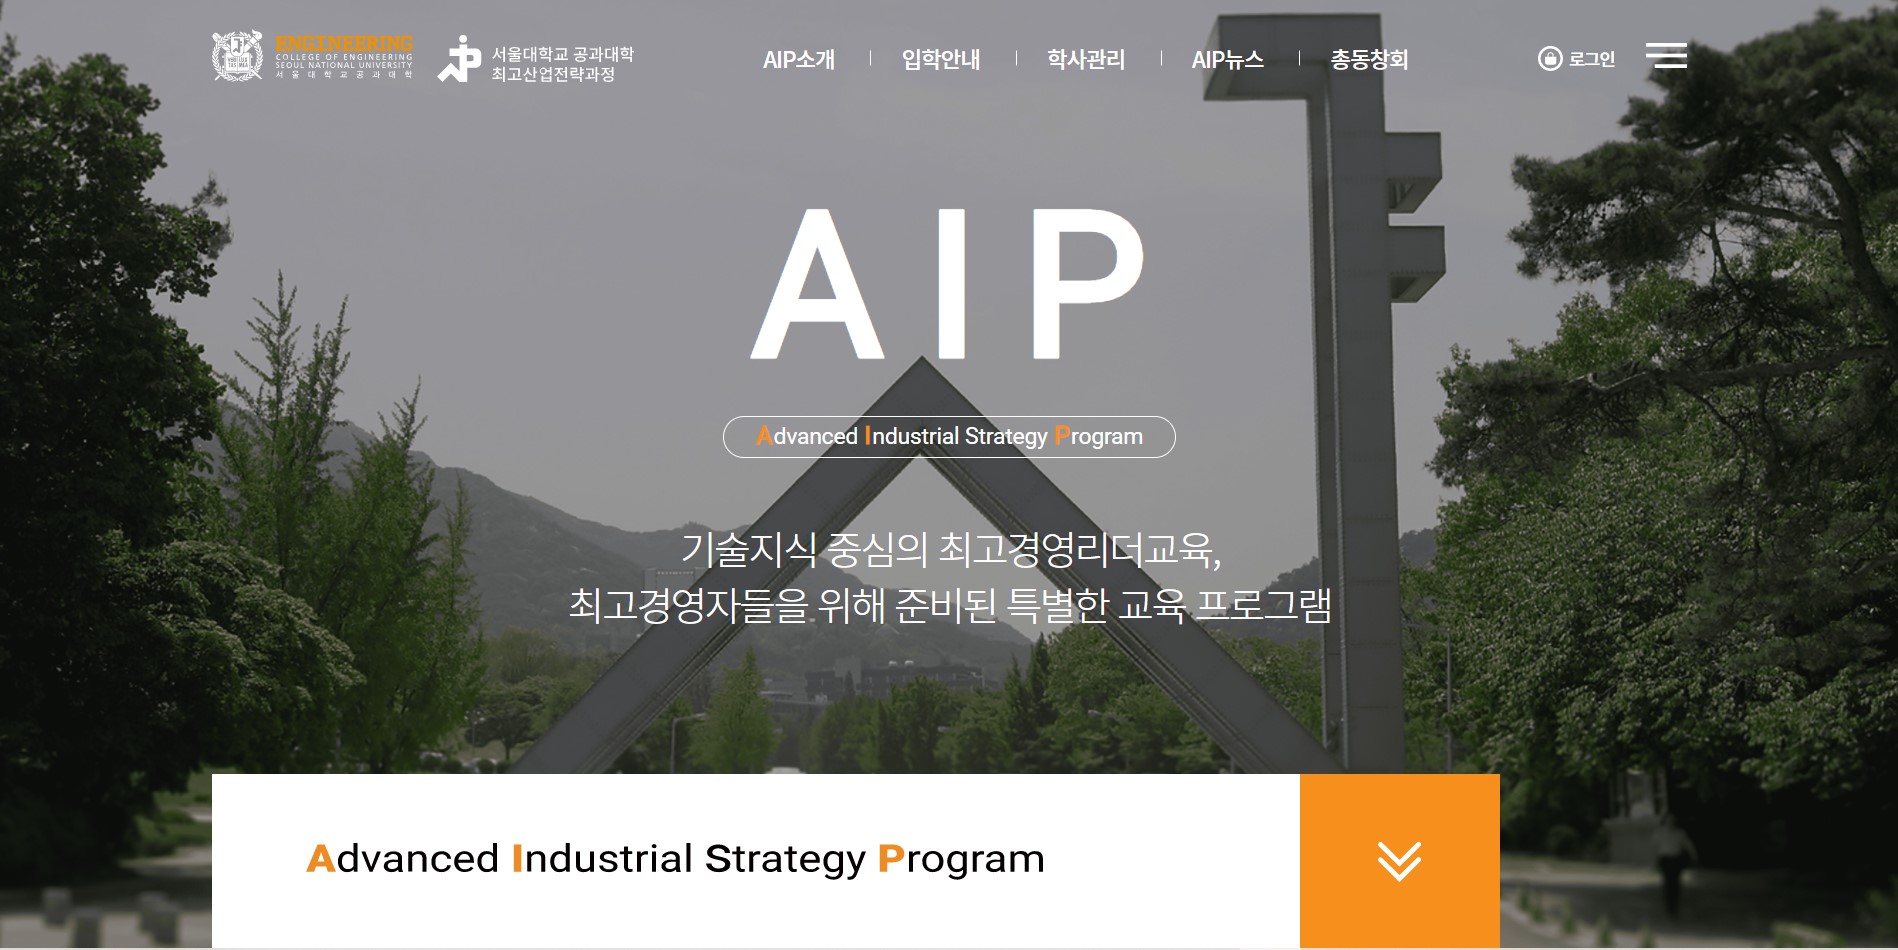 ENGINEERING
COLLEGE OF ENGINEERING
SEOUL NATIONAL UNIVERSITY
서울대학교공과대학
서울대학교 공과대학
최고산업전략과정
AIP소개
입학안내
학사관리
AIP뉴스
총동창회
로그인
AIP
Advanced Industrial Strategy Program
기술지식 중심의 최고경영리더교육,
최고경영자들을 위해 준비된 특별한 교육 프로그램
Advanced Industrial Strategy Program